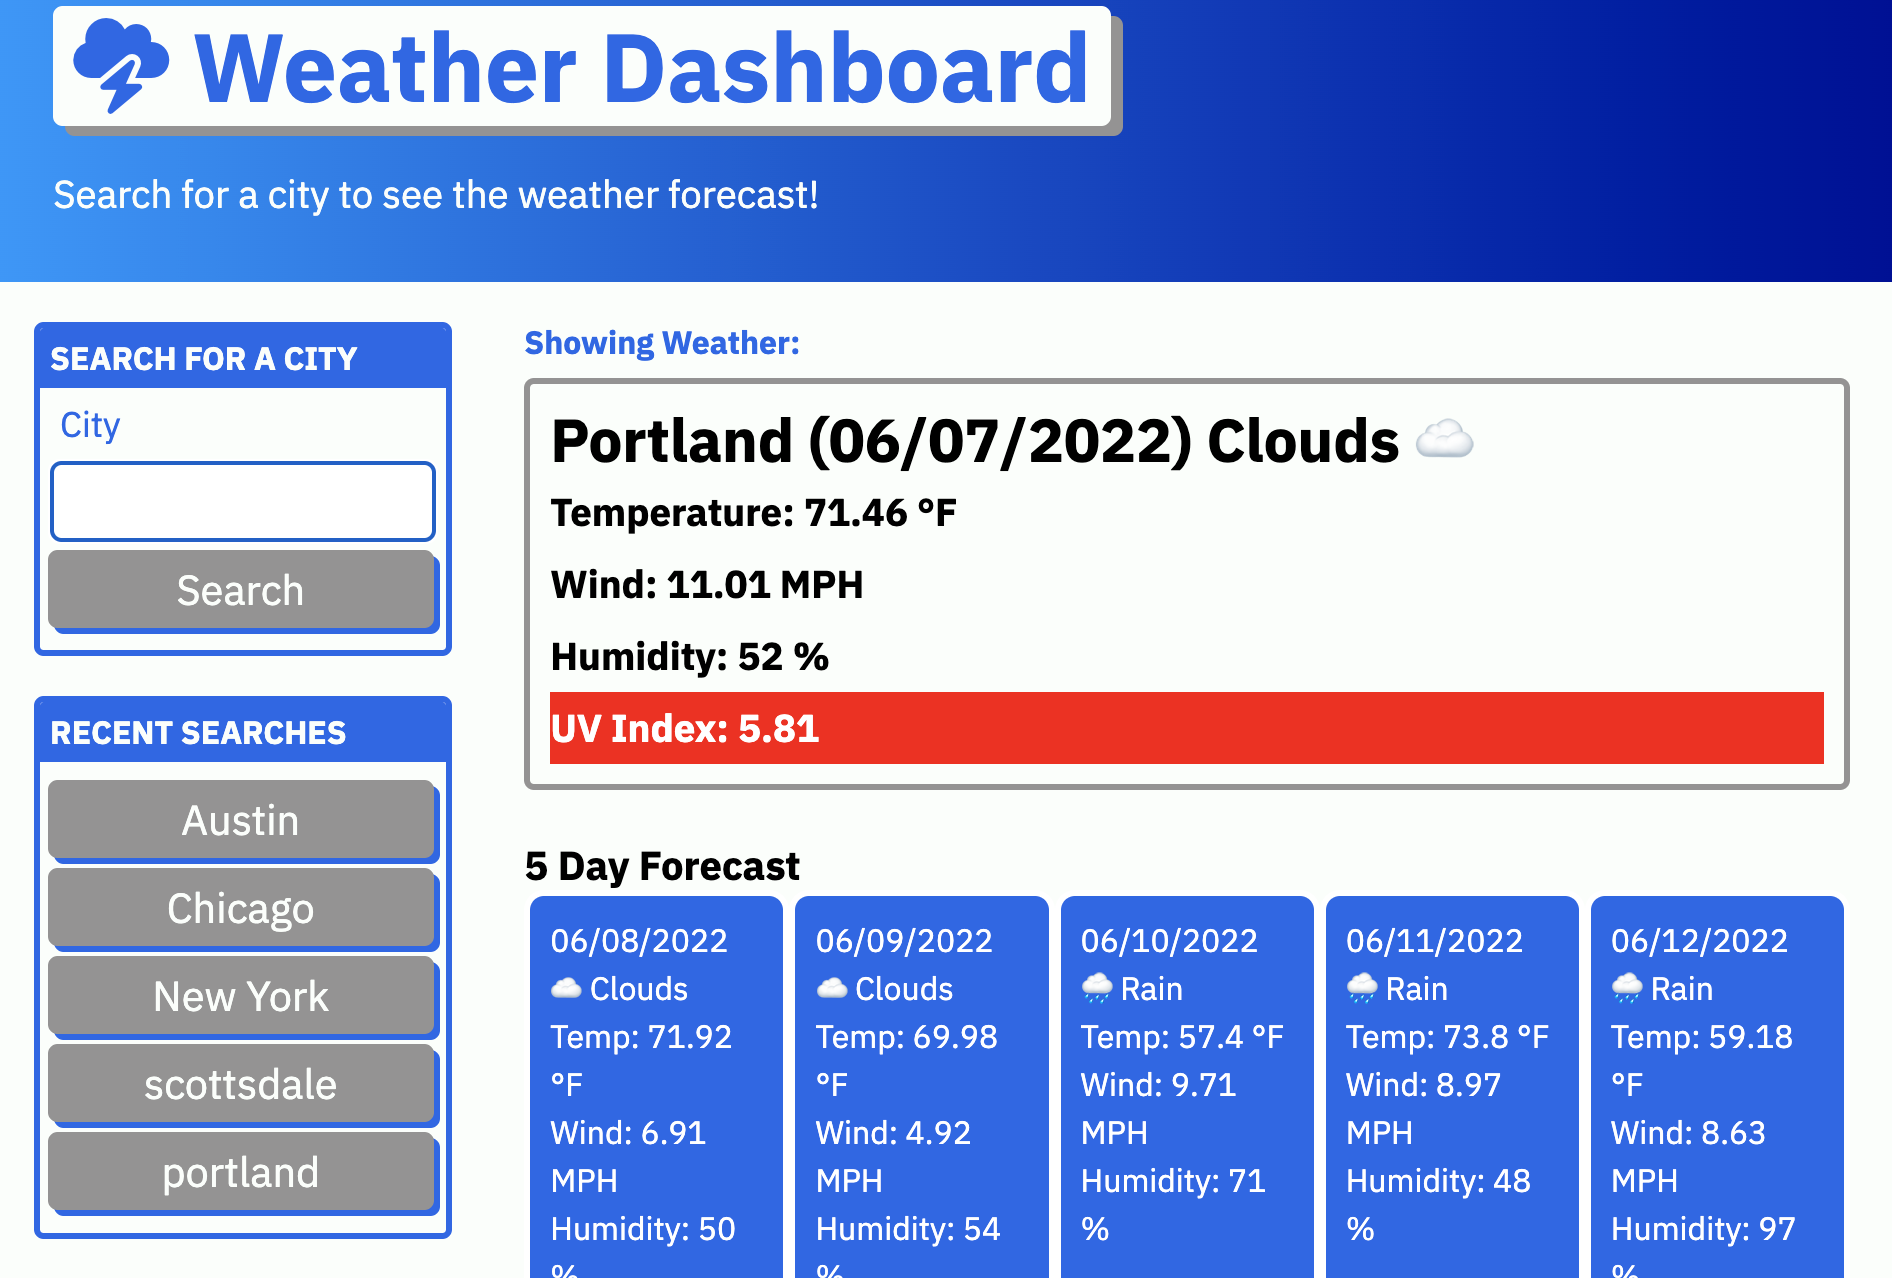 Weather Dashboard
Search for a city to see the weather forecast!
SEARCH FOR A CITY
City
Search
RECENT SEARCHES
Austin
Chicago
New York
scottsdale
portland
Showing Weather:
Portland (06/07/2022) Clouds
Temperature: 71.46 °F
Wind: 11.01 MPH
Humidity: 52 %
UV Index: 5.81
5 Day Forecast
06/08/2022
Clouds
Temp: 71.92
°F
Wind: 6.91
MPH
Humidity: 50
%
06/09/2022
Clouds
Temp: 69.98
°F
Wind: 4.92
MPH
Humidity: 54
%
06/10/2022
Rain
Temp: 57.4 °F
Wind: 9.71
MPH
Humidity: 71
%
06/11/2022
Rain
Temp: 73.8 °F
Wind: 8.97
MPH
Humidity: 48
%
06/12/2022
Rain
Temp: 59.18
°F
Wind: 8.63
MPH
Humidity: 97
%